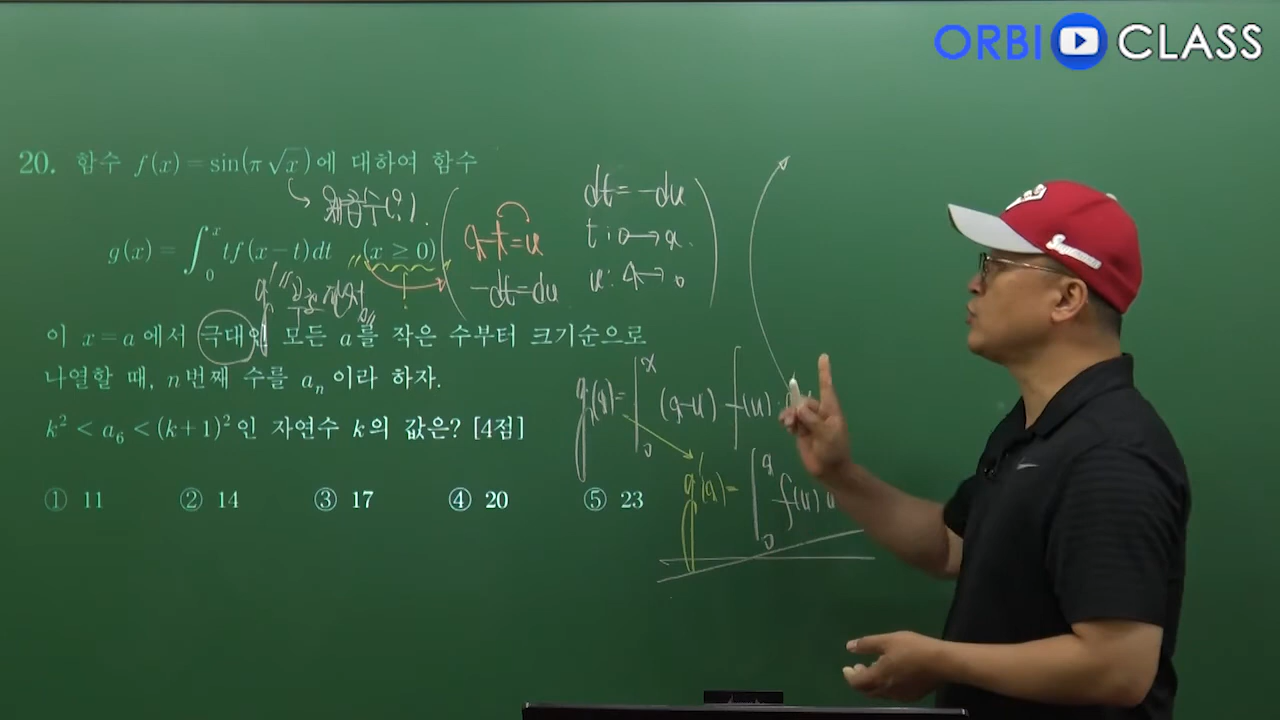 ORBI CLASS
20. 함수 f(x)=sin(π√x)에 대하여 함수
g(x)=∫₀ˣ tf(x−t)dt (x≥0)
이 x=a에서 극대인 모든 a를 작은 수부터 크기순으로
나열할 때, n번째 수를 aₙ이라 하자.
k²<a₆<(k+1)²인 자연수 k의 값은? [4점]
① 11 ② 14 ③ 17 ④ 20 ⑤ 23
x-t=u
-dt=du
dt=-du
t:0→x.
u:x→0
g(x)=∫₀ˣ(x-u)f(u)
g'(x)=∫₀ˣf(u)
Supreme